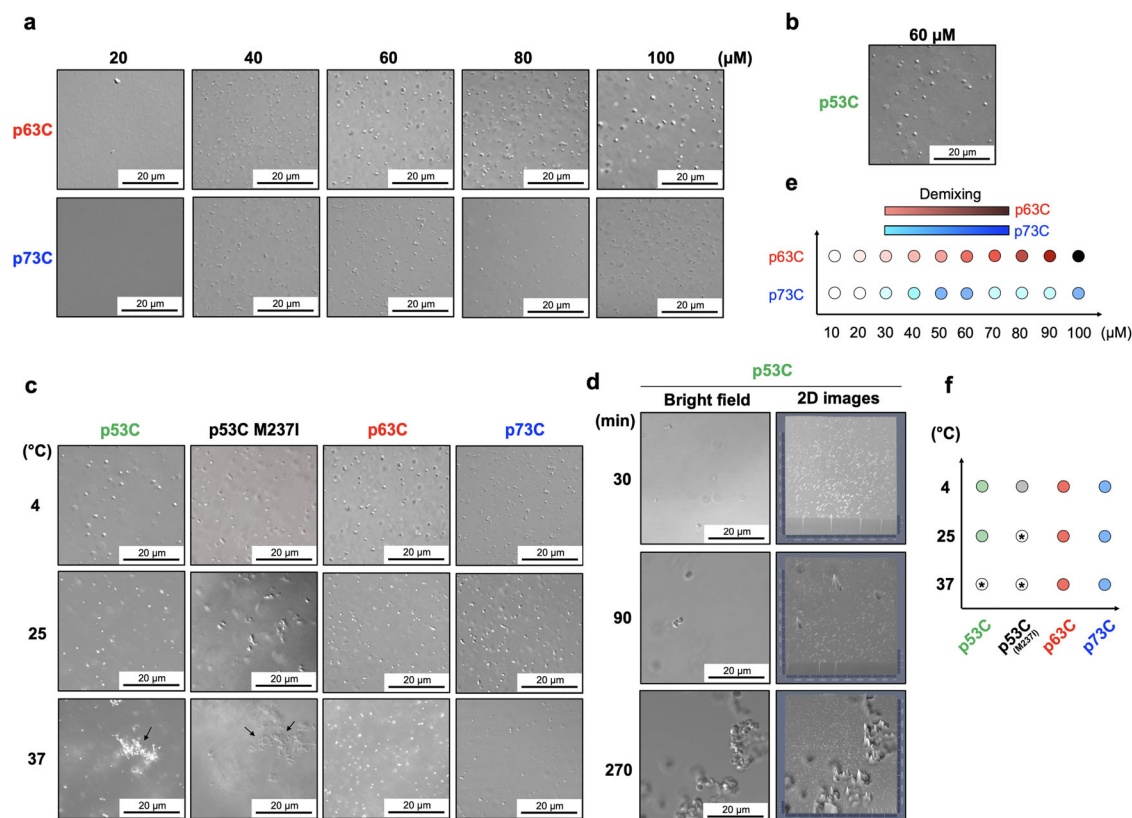 a
20 40 60 80 100 (µM)
p63C
20 µm 20 µm 20 µm 20 µm 20 µm
p73C
20 µm 20 µm 20 µm 20 µm 20 µm
b
60 µM
p53C
20 µm
e
Demixing
p63C
p73C
p63C
p73C
10 20 30 40 50 60 70 80 90 100 (µM)
c
p53C p53C M237I p63C p73C
(°C)
4
20 µm 20 µm 20 µm 20 µm
25
20 µm 20 µm 20 µm 20 µm
37
20 µm 20 µm 20 µm 20 µm
d
p53C
Bright field 2D images
(min)
30
20 µm
90
20 µm
270
20 µm
f
(°C)
4
25
* 
37
* *
p53C p53C (M237I) p63C p73C